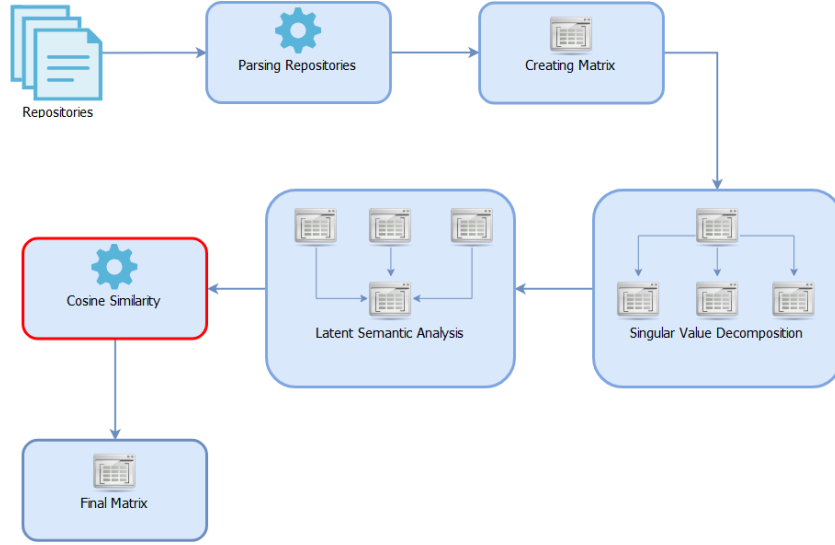 Repositories
Parsing Repositories
Creating Matrix
Singular Value Decomposition
Latent Semantic Analysis
Cosine Similarity
Final Matrix